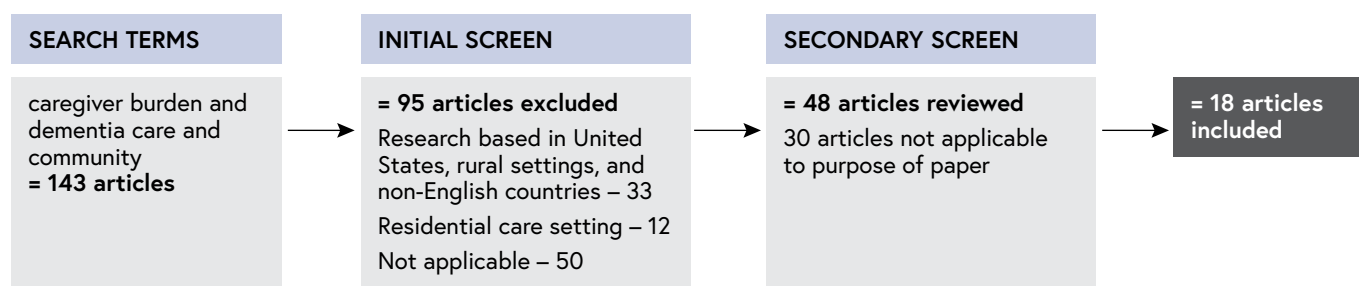 SEARCH TERMS
caregiver burden and
dementia care and
community
= 143 articles
INITIAL SCREEN
= 95 articles excluded
Research based in United
States, rural settings, and
non-English countries – 33
Residential care setting – 12
Not applicable – 50
SECONDARY SCREEN
= 48 articles reviewed
30 articles not applicable
to purpose of paper
= 18 articles
included